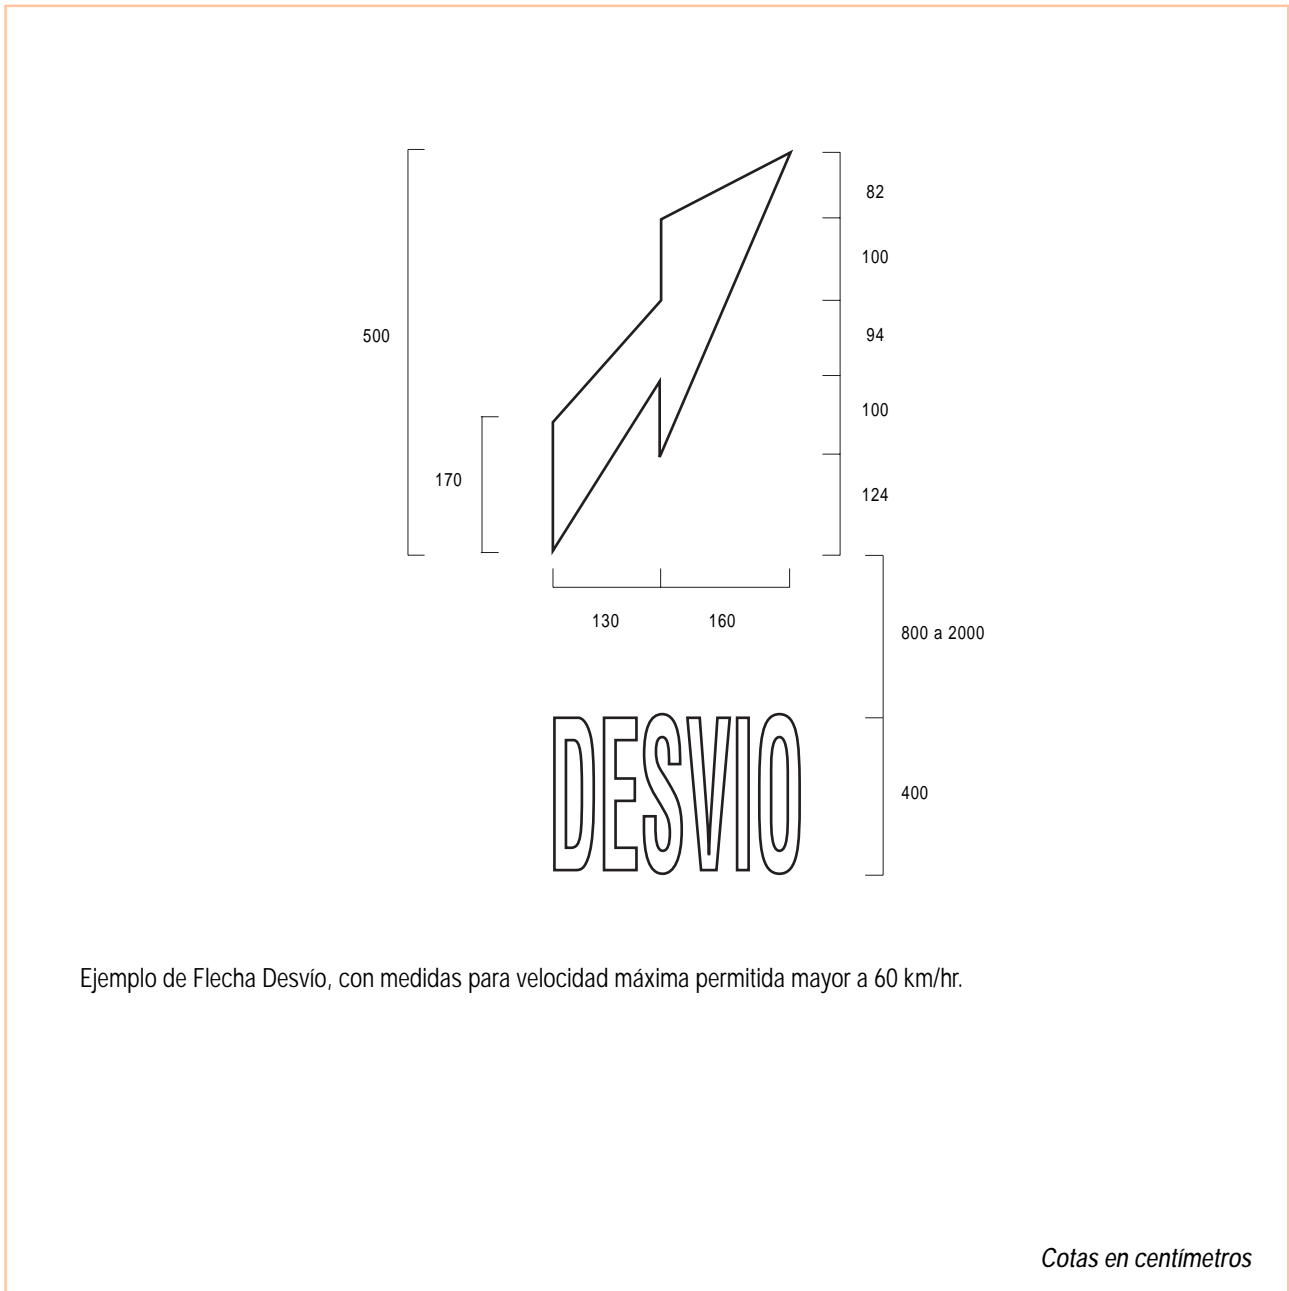 82
100
500
94
100
170
124
130
160
800 a 2000
DESVIO
400
Ejemplo de Flecha Desvío, con medidas para velocidad máxima permitida mayor a 60 km/hr.
Cotas en centímetros